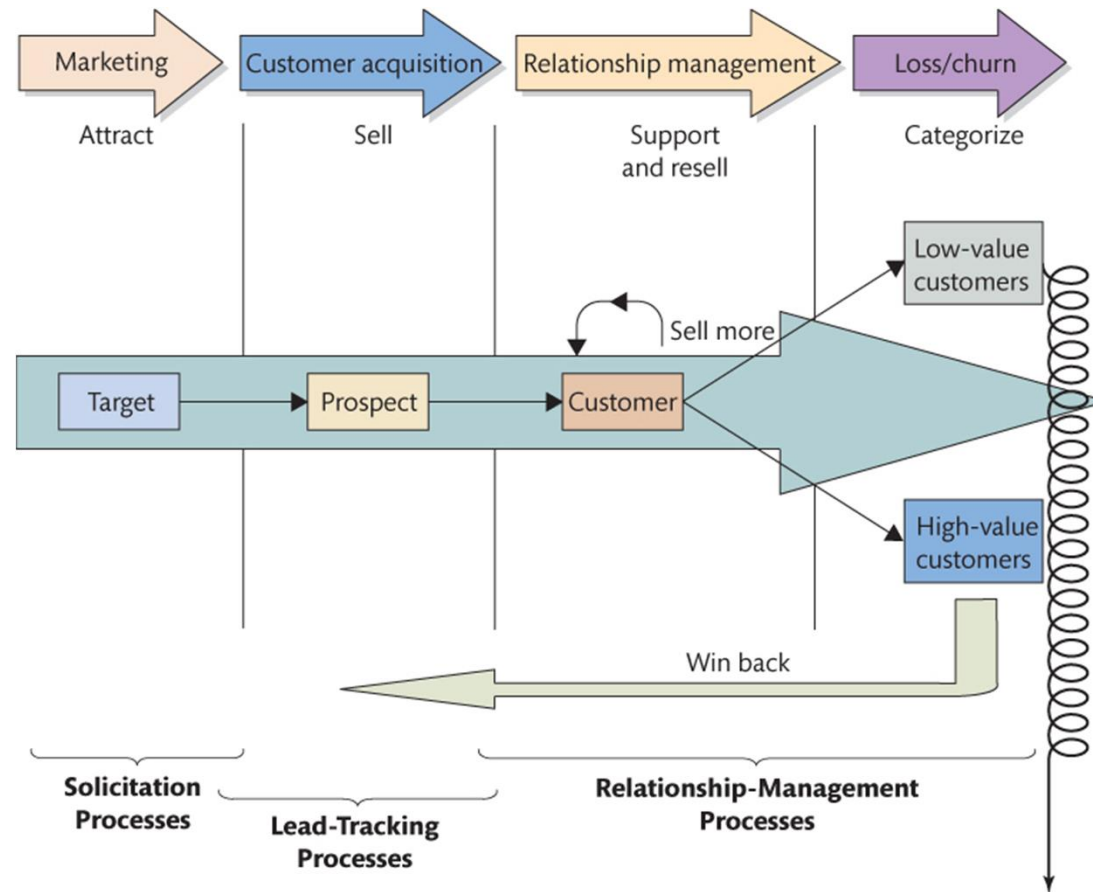 Marketing
Customer acquisition
Relationship management
Loss/churn
Attract
Sell
Support
and resell
Categorize
Low-value
customers
Sell more
Target
Prospect
Customer
High-value
customers
Win back
Solicitation
Processes
Lead-Tracking
Processes
Relationship-Management
Processes